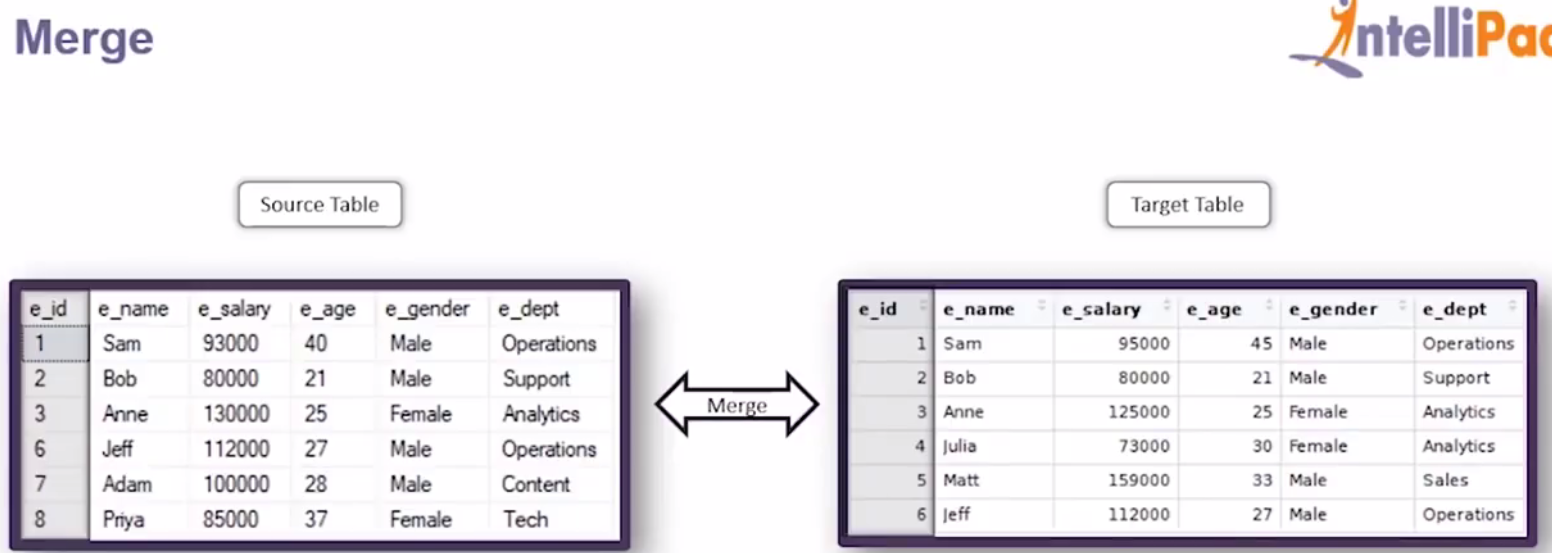 Merge
IntelliPaa
Source Table
Target Table
e_id e_name e_salary e_age e_gender e_dept
1 Sam 93000 40 Male Operations
2 Bob 80000 21 Male Support
3 Anne 130000 25 Female Analytics
6 Jeff 112000 27 Male Operations
7 Adam 100000 28 Male Content
8 Priya 85000 37 Female Tech
Merge
e_id e_name e_salary e_age e_gender e_dept
1 Sam 95000 45 Male Operations
2 Bob 80000 21 Male Support
3 Anne 125000 25 Female Analytics
4 Julia 73000 30 Female Analytics
5 Matt 159000 33 Male Sales
6 Jeff 112000 27 Male Operations